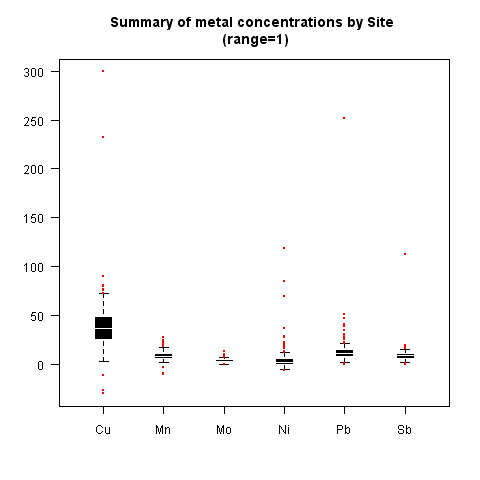 Summary of metal concentrations by Site
(range=1)
300
250
200
150
100
50
0
Cu Mn Mo Ni Pb Sb